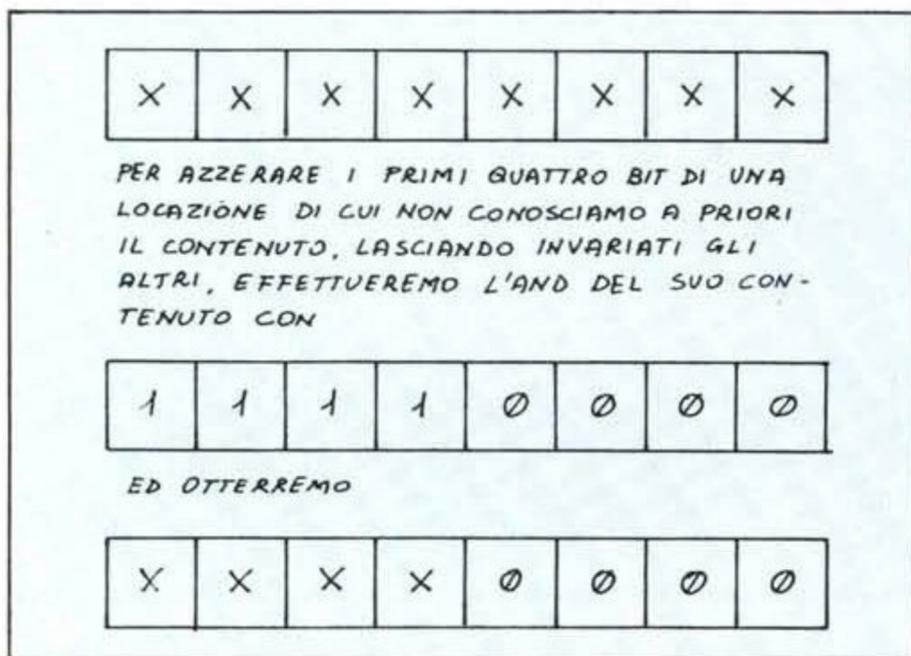 X X X X X X X X
PER AZZERARE I PRIMI QUATTRO BIT DI UNA
LOCAZIONE DI CUI NON CONOSCIAMO A PRIORI
IL CONTENUTO, LASCIANDO INVARIATI GLI
ALTRI, EFFETTUEREMO L'AND DEL SUO CON-
TENUTO CON
1 1 1 1 0 0 0 0
ED OTTERREMO
X X X X 0 0 0 0